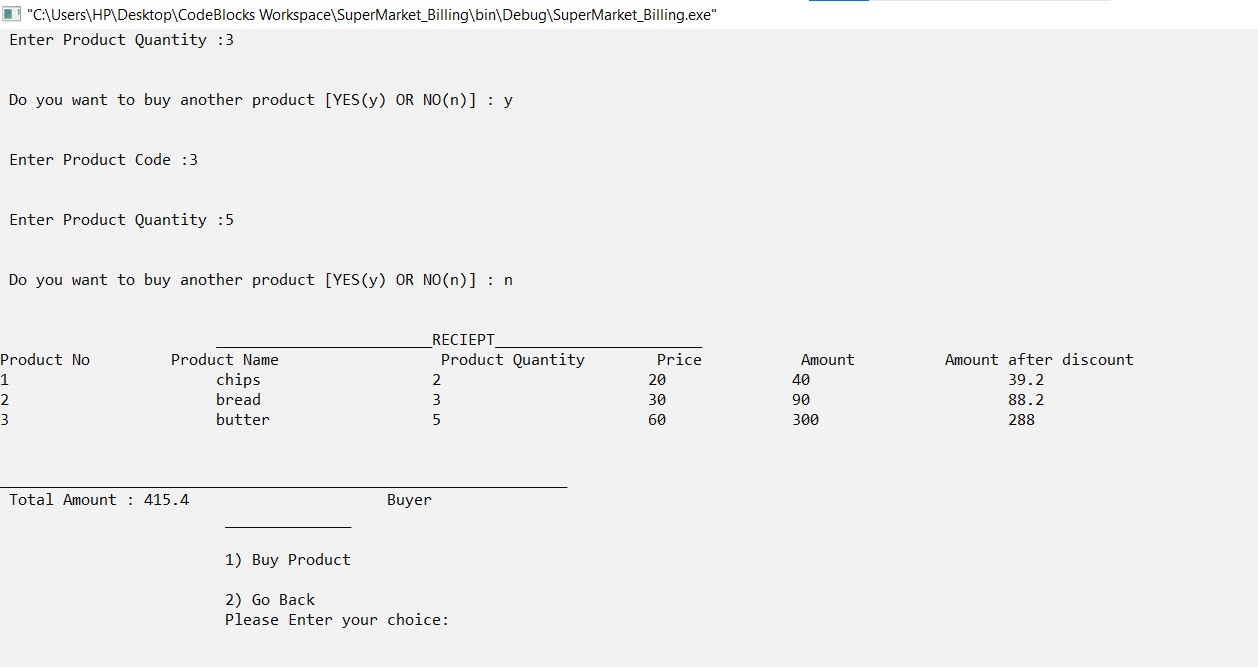 "C:\Users\HP\Desktop\CodeBlocks Workspace\SuperMarket_Billing\bin\Debug\SuperMarket_Billing.exe"
Enter Product Quantity :3
Do you want to buy another product [YES(y) OR NO(n)] : y
Enter Product Code :3
Enter Product Quantity :5
Do you want to buy another product [YES(y) OR NO(n)] : n
________________________RECIEPT_______________________
Product No Product Name Product Quantity Price Amount Amount after discount
1 chips 2 20 40 39.2
2 bread 3 30 90 88.2
3 butter 5 60 300 288
_______________________________________________________________
Total Amount : 415.4 Buyer
______________
1) Buy Product
2) Go Back
Please Enter your choice: